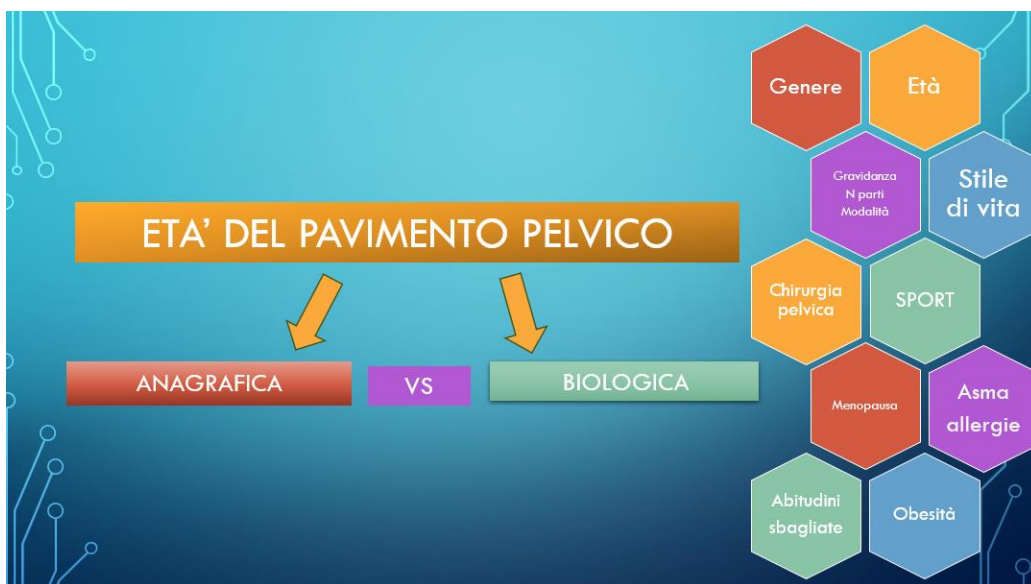 ETA’ DEL PAVIMENTO PELVICO
ANAGRAFICA
VS
BIOLOGICA
Genere
Età
Gravidanza
N parti
Modalità
Stile
di vita
Chirurgia
pelvica
SPORT
Menopausa
Asma
allergie
Abitudini
sbagliate
Obesità